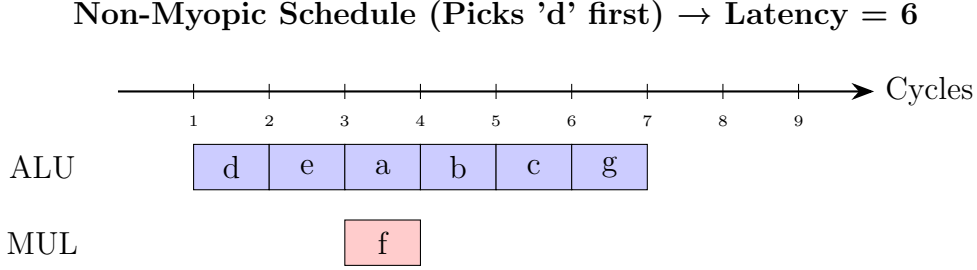 Non-Myopic Schedule (Picks ’d’ first) → Latency = 6
Cycles
1 2 3 4 5 6 7 8 9
ALU d e a b c g
MUL f